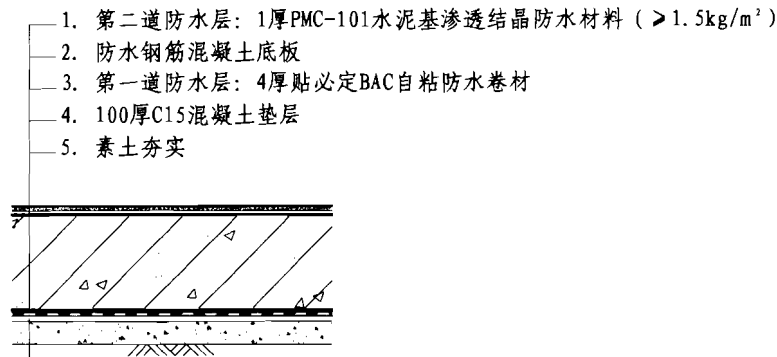 1. 第二道防水层: 1厚PMC-101水泥基渗透结晶防水材料 (≥1.5kg/m²)
2. 防水钢筋混凝土底板
3. 第一道防水层: 4厚贴必定BAC自粘防水卷材
4. 100厚C15混凝土垫层
5. 素土夯实